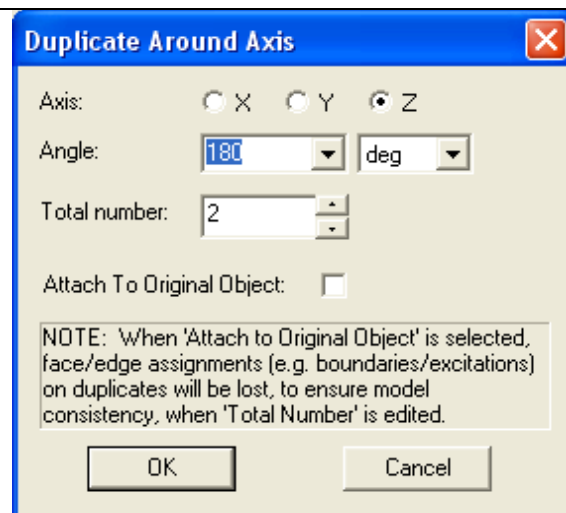 Duplicate Around Axis
Axis: X Y Z
Angle: 180 deg
Total number: 2
Attach To Original Object:
NOTE: When 'Attach to Original Object' is selected,
face/edge assignments (e.g. boundaries/excitations)
on duplicates will be lost, to ensure model
consistency, when 'Total Number' is edited.
OK Cancel